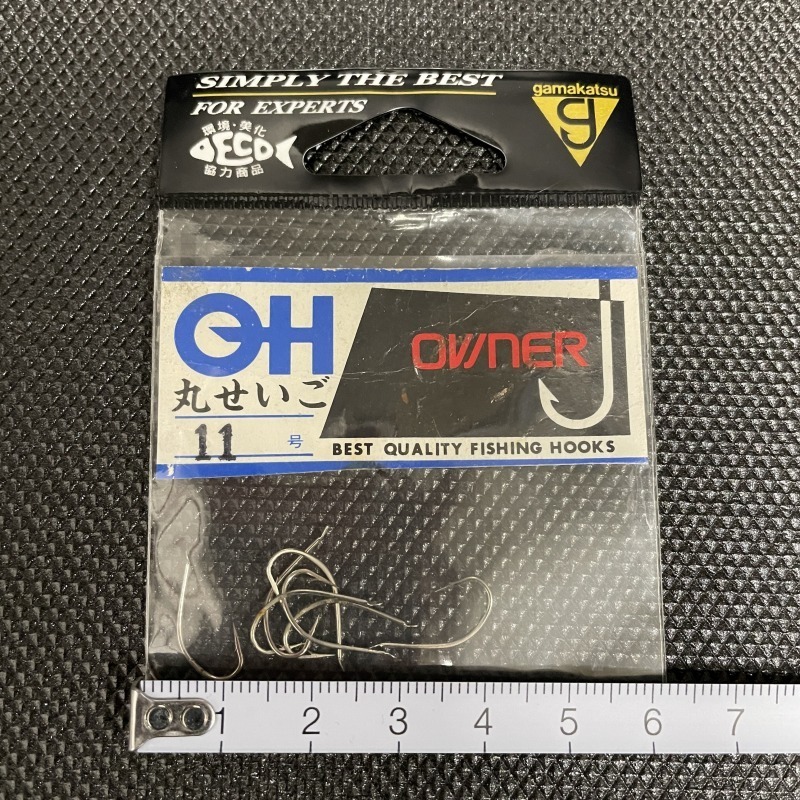 SIMPLY THE BEST
FOR EXPERTS
gamakatsu
g
環境・美化
ECO
協力商品
OH
OWNER
丸せいご
11 号
BEST QUALITY FISHING HOOKS
1 2 3 4 5 6 7